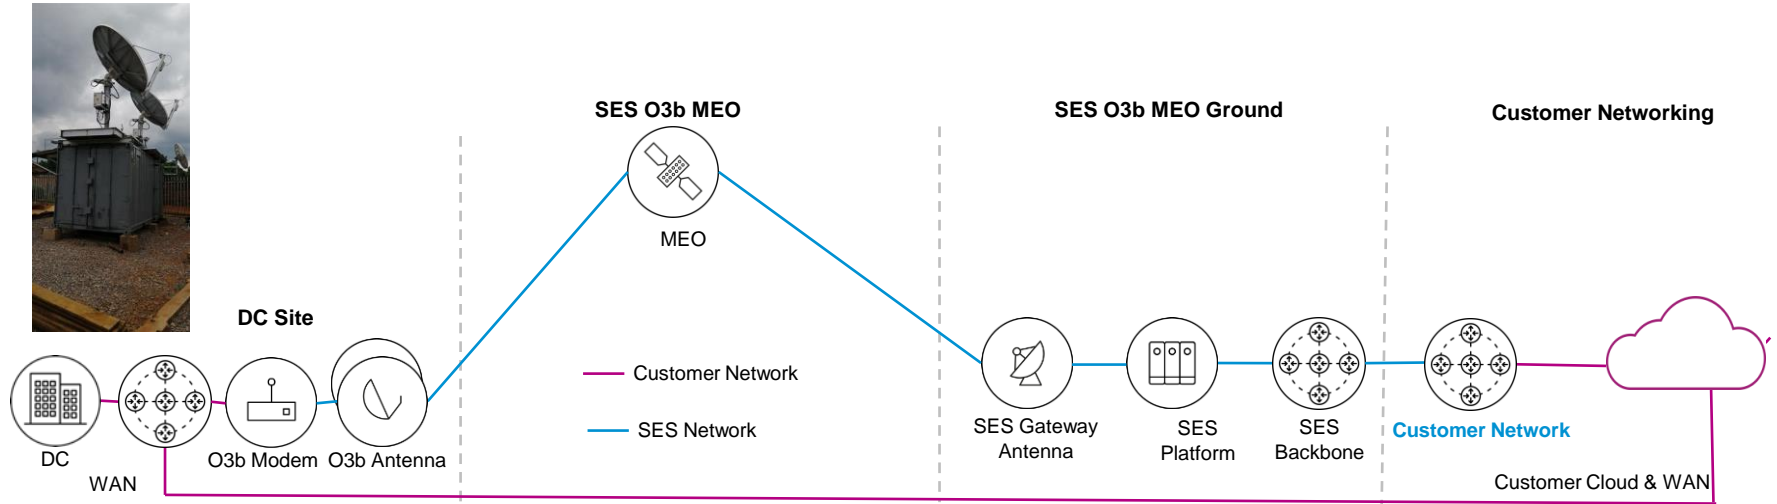 SES O3b MEO
SES O3b MEO Ground
Customer Networking
MEO
DC Site
Customer Network
SES Network
DC
WAN
O3b Modem
O3b Antenna
SES Gateway
Antenna
SES
Platform
SES
Backbone
Customer Network
Customer Cloud & WAN